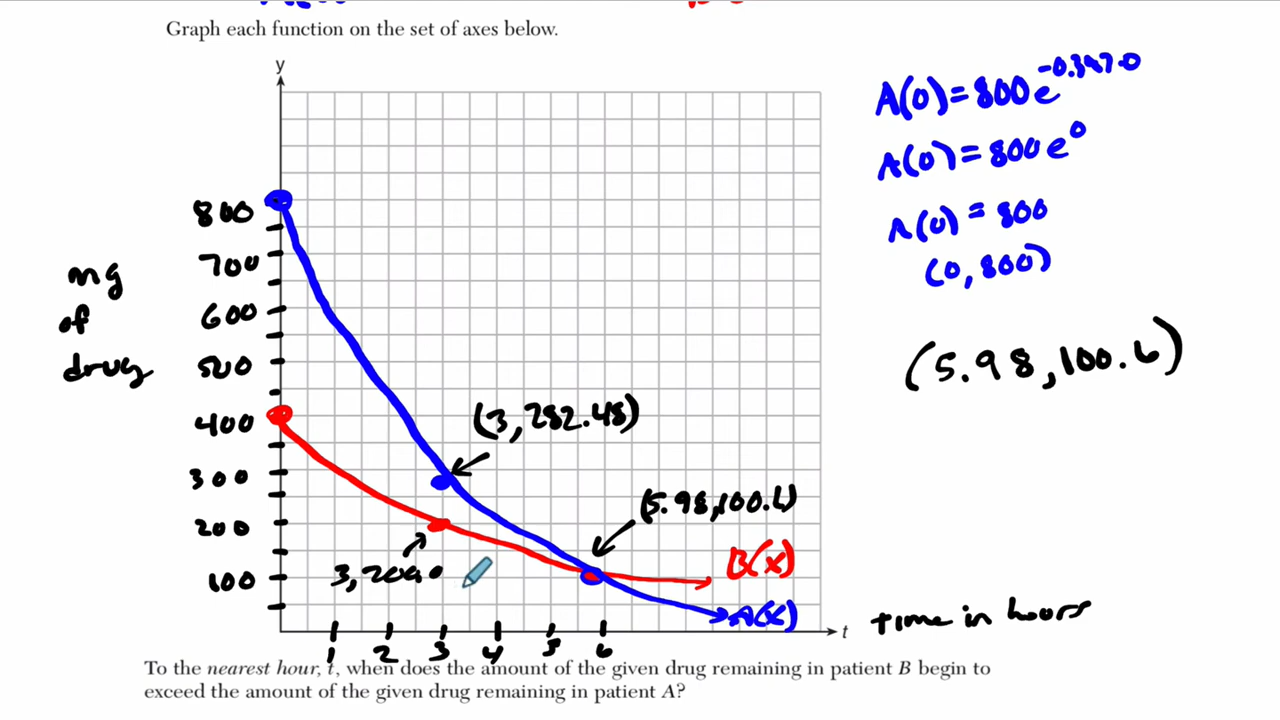 Graph each function on the set of axes below.
y
A(0)=800e^-0.347·0
A(0)=800e^0
A(0)=800
(0,800)
(5.98,100.6)
800
700
600
500
400
300
200
100
mg
of
drug
(3,282.48)
(5.98,100.6)
B(x)
A(x)
t
time in hours
1 2 3 4 5 6
To the nearest hour, t, when does the amount of the given drug remaining in patient B begin to
exceed the amount of the given drug remaining in patient A?